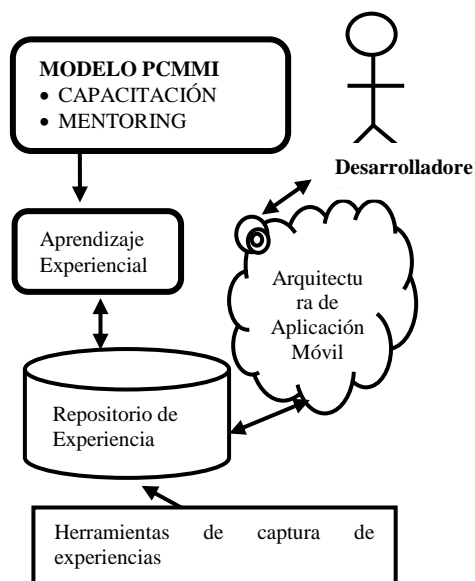 MODELO PCMMI
• CAPACITACIÓN
• MENTORING
Desarrolladore
Aprendizaje
Experiencial
Arquitectu
ra de
Aplicación
Móvil
Repositorio de
Experiencia
Herramientas de captura de
experiencias